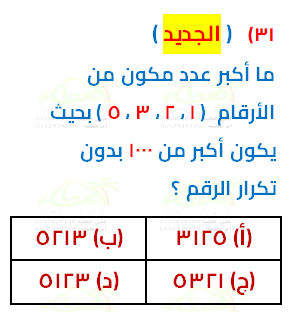 (٣١) ( الجديد )
ما أكبر عدد مكون من
الأرقام ( ١ ، ٢ ، ٣ ، ٥ ) بحيث
يكون أكبر من ١٠٠٠ بدون
تكرار الرقم ؟
(أ) ٣١٢٥ (ب) ٥٢١٣
(ج) ٥٣٢١ (د) ٥١٢٣